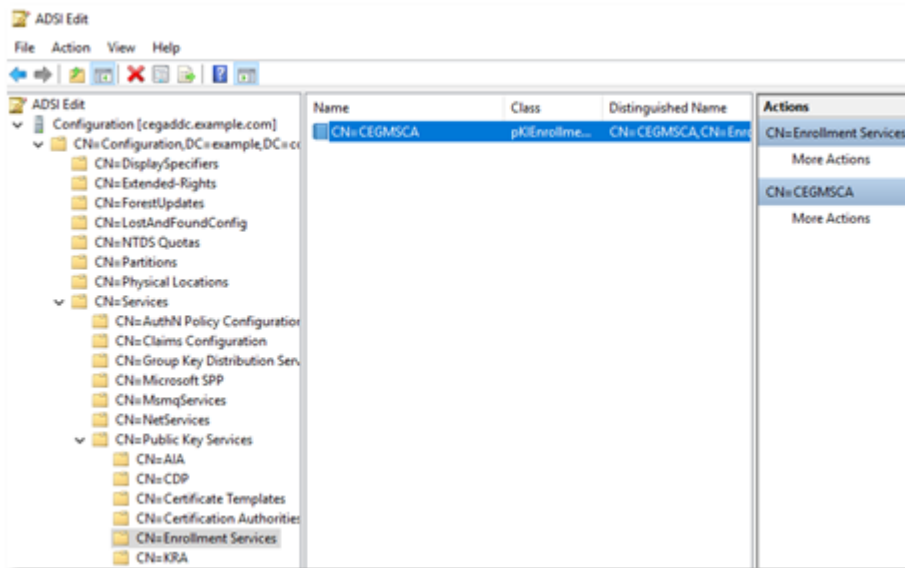 ADSI Edit
File Action View Help
ADSI Edit
Configuration [cegaddc.example.com]
CN=Configuration,DC=example,DC=co
CN=DisplaySpecifiers
CN=Extended-Rights
CN=ForestUpdates
CN=LostAndFoundConfig
CN=NTDS Quotas
CN=Partitions
CN=Physical Locations
CN=Services
CN=AuthN Policy Configuration
CN=Claims Configuration
CN=Group Key Distribution Serv
CN=Microsoft SPP
CN=MsmqServices
CN=NetServices
CN=Public Key Services
CN=AIA
CN=CDP
CN=Certificate Templates
CN=Certification Authorities
CN=Enrollment Services
CN=KRA
Name Class Distinguished Name
CN=CEGMSCA pKIEnrollme... CN=CEGMSCA,CN=Enro
Actions
CN=Enrollment Services
More Actions
CN=CEGMSCA
More Actions